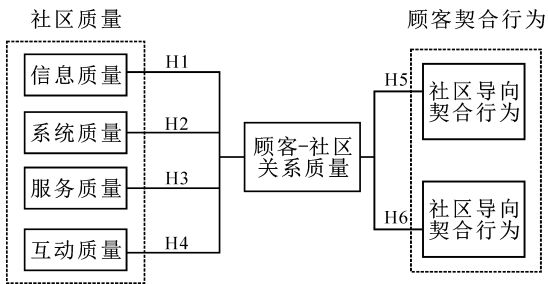 社区质量
信息质量
系统质量
服务质量
互动质量
H1
H2
H3
H4
顾客-社区
关系质量
H5
H6
顾客契合行为
社区导向
契合行为
社区导向
契合行为